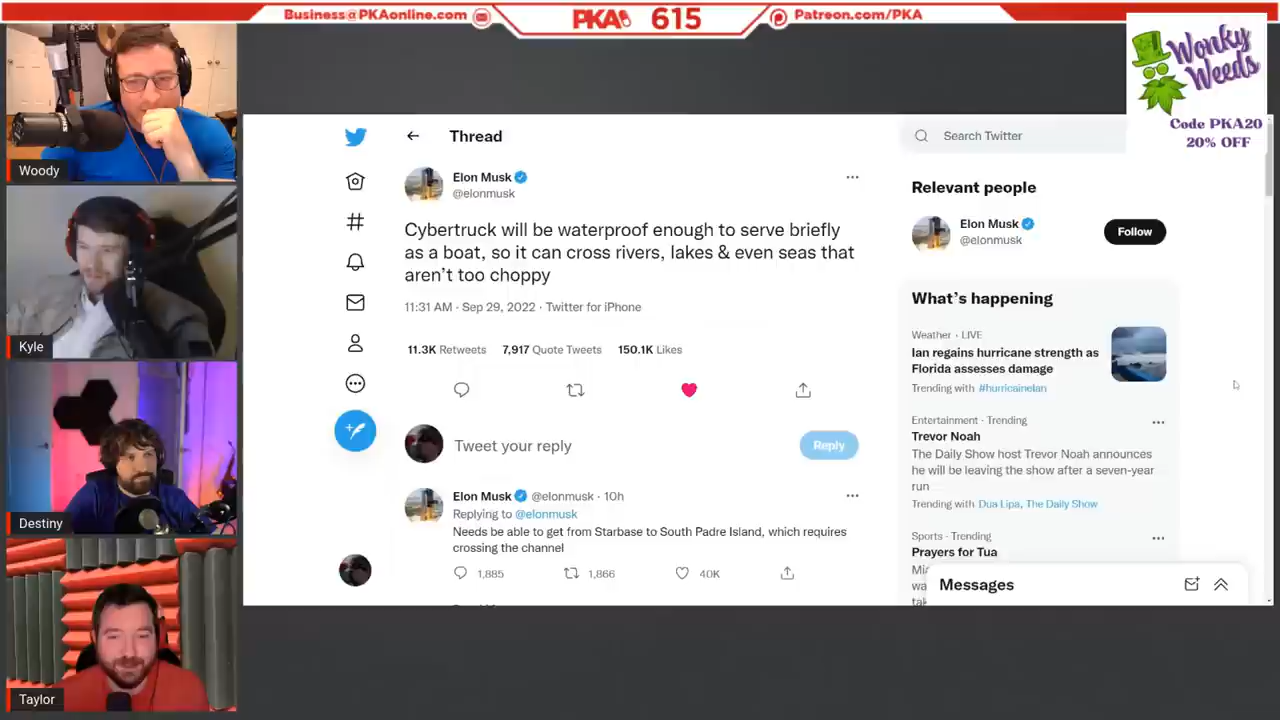 Business@PKAonline.com
PKA 615
Patreon.com/PKA
Wonky
Weeds
Code PKA20
20% OFF
Woody
Kyle
Destiny
Taylor
Thread
Search Twitter
Elon Musk
@elonmusk
Cybertruck will be waterproof enough to serve briefly
as a boat, so it can cross rivers, lakes & even seas that
aren't too choppy
11:31 AM · Sep 29, 2022 · Twitter for iPhone
11.3K Retweets 7,917 Quote Tweets 150.1K Likes
Tweet your reply
Reply
Elon Musk @elonmusk · 10h
Replying to @elonmusk
Needs be able to get from Starbase to South Padre Island, which requires
crossing the channel
1,885 1,866 40K
Relevant people
Elon Musk
@elonmusk
Follow
What's happening
Weather · LIVE
Ian regains hurricane strength as
Florida assesses damage
Trending with #hurricaneIan
Entertainment · Trending
Trevor Noah
The Daily Show host Trevor Noah announces
he will be leaving the show after a seven-year
run
Trending with Dua Lipa, The Daily Show
Sports · Trending
Prayers for Tua
Messages